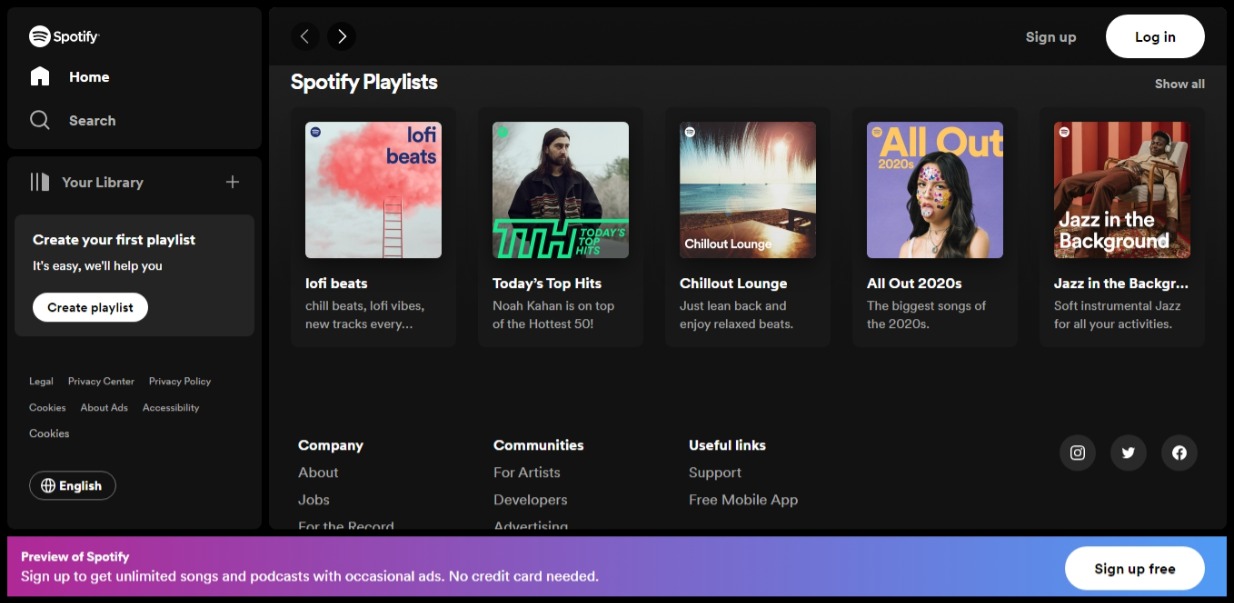 Spotify
Home
Search
Your Library
Create your first playlist
It's easy, we'll help you
Create playlist
Legal Privacy Center Privacy Policy
Cookies About Ads Accessibility
Cookies
English
Sign up
Log in
Spotify Playlists
Show all
lofi
beats
lofi beats
chill beats, lofi vibes,
new tracks every...
TTH TODAY'S
TOP
HITS
Today's Top Hits
Noah Kahan is on top
of the Hottest 50!
Chillout Lounge
Chillout Lounge
Just lean back and
enjoy relaxed beats.
All Out
2020s
All Out 2020s
The biggest songs of
the 2020s.
Jazz in the
Background
Jazz in the Backgr...
Soft instrumental Jazz
for all your activities.
Company
About
Jobs
For the Record
Communities
For Artists
Developers
Advertising
Useful links
Support
Free Mobile App
Preview of Spotify
Sign up to get unlimited songs and podcasts with occasional ads. No credit card needed.
Sign up free